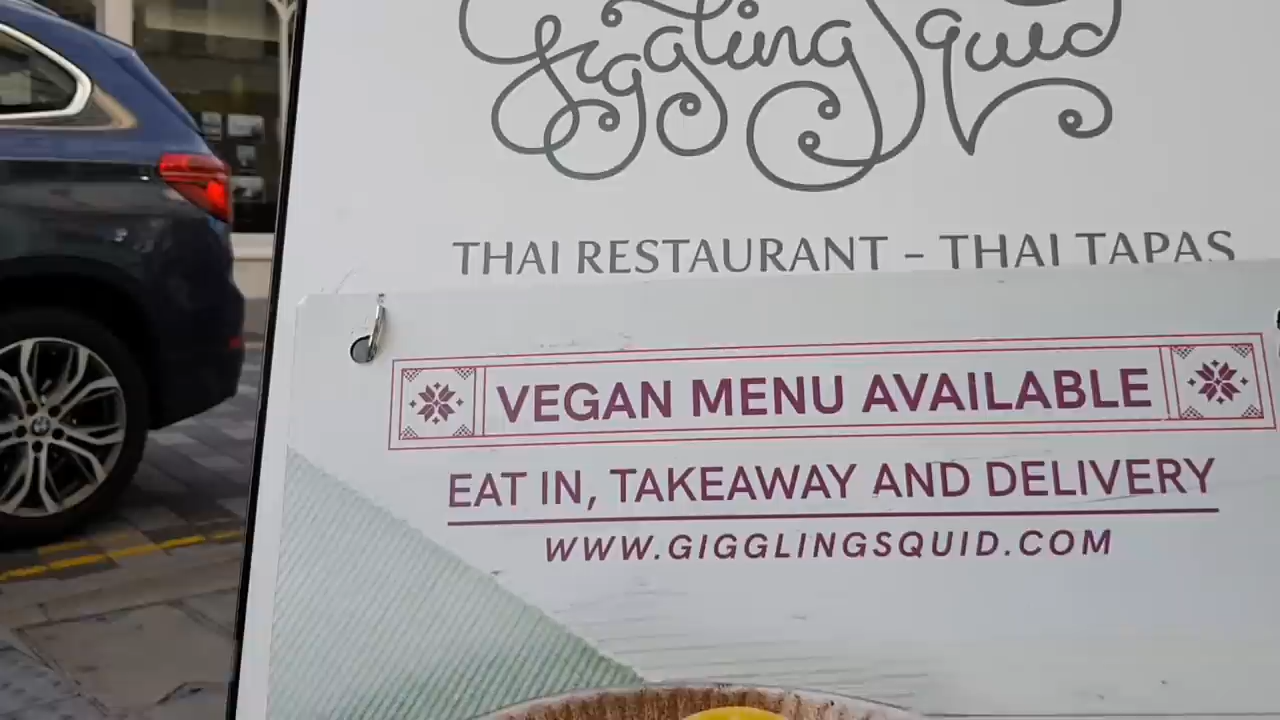 Giggling Squid
THAI RESTAURANT – THAI TAPAS
VEGAN MENU AVAILABLE
EAT IN, TAKEAWAY AND DELIVERY
WWW.GIGGLINGSQUID.COM